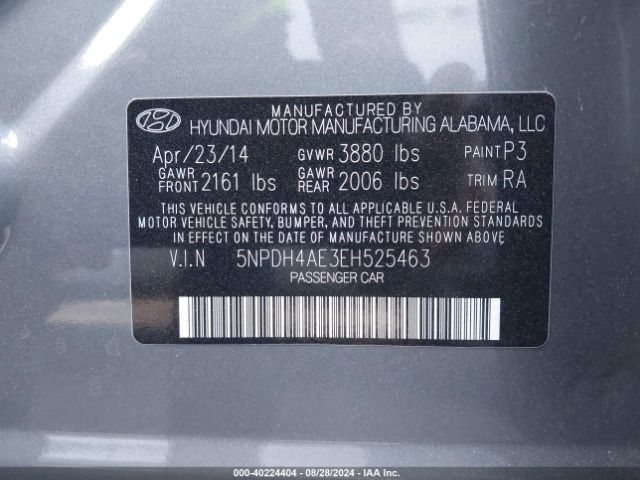 MANUFACTURED BY
HYUNDAI MOTOR MANUFACTURING ALABAMA, LLC
Apr/23/14 GVWR 3880 lbs PAINT P3
GAWR FRONT 2161 lbs GAWR REAR 2006 lbs TRIM RA
THIS VEHICLE CONFORMS TO ALL APPLICABLE U.S.A. FEDERAL
MOTOR VEHICLE SAFETY, BUMPER, AND THEFT PREVENTION STANDARDS
IN EFFECT ON THE DATE OF MANUFACTURE SHOWN ABOVE.
V.I.N 5NPDH4AE3EH525463
PASSENGER CAR
000-40224404 - 08/28/2024 - IAA Inc.